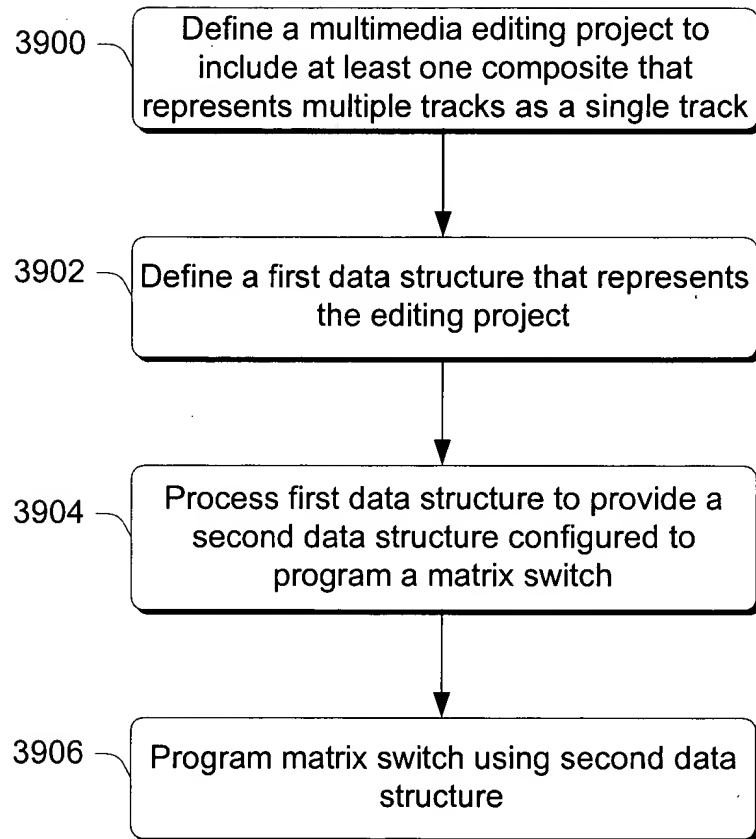 3900
Define a multimedia editing project to
include at least one composite that
represents multiple tracks as a single track
3902
Define a first data structure that represents
the editing project
3904
Process first data structure to provide a
second data structure configured to
program a matrix switch
3906
Program matrix switch using second data
structure